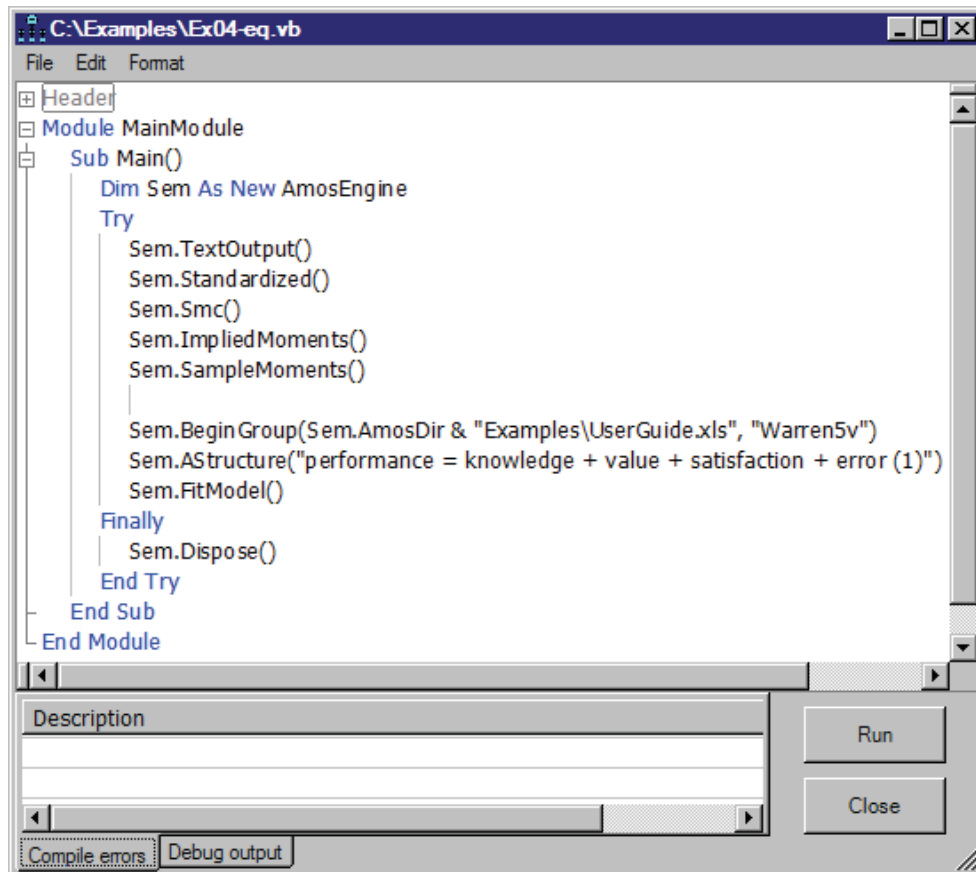 C:\Examples\Ex04-eq.vb
File Edit Format
Header
Module MainModule
Sub Main()
Dim Sem As New AmosEngine
Try
Sem.TextOutput()
Sem.Standardized()
Sem.Smc()
Sem.ImpliedMoments()
Sem.SampleMoments()
Sem.BeginGroup(Sem.AmosDir & "Examples\UserGuide.xls", "Warren5v")
Sem.AStructure("performance = knowledge + value + satisfaction + error (1)")
Sem.FitModel()
Finally
Sem.Dispose()
End Try
End Sub
End Module
Description
Run
Close
Compile errors Debug output